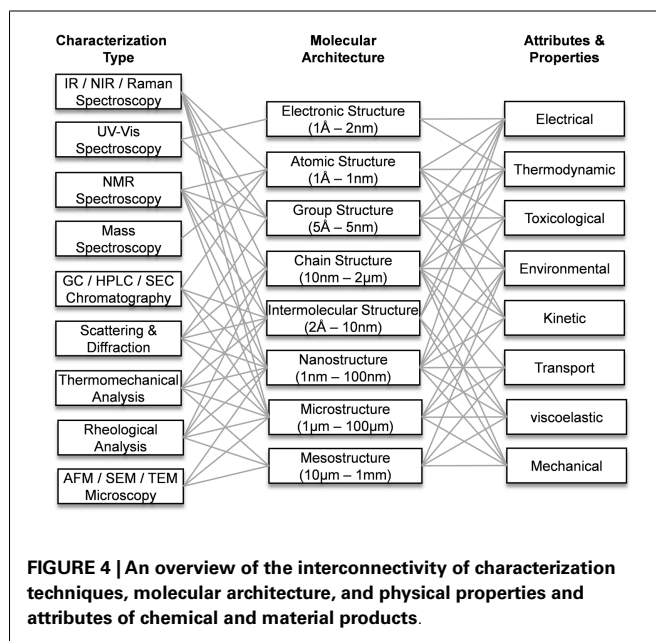 Characterization
Type
Molecular
Architecture
Attributes &
Properties
IR / NIR / Raman
Spectroscopy
UV-Vis
Spectroscopy
NMR
Spectroscopy
Mass
Spectroscopy
GC / HPLC / SEC
Chromatography
Scattering &
Diffraction
Thermomechanical
Analysis
Rheological
Analysis
AFM / SEM / TEM
Microscopy
Electronic Structure
(1Å – 2nm)
Atomic Structure
(1Å – 1nm)
Group Structure
(5Å – 5nm)
Chain Structure
(10nm – 2µm)
Intermolecular Structure
(2Å – 10nm)
Nanostructure
(1nm – 100nm)
Microstructure
(1µm – 100µm)
Mesostructure
(10µm – 1mm)
Electrical
Thermodynamic
Toxicological
Environmental
Kinetic
Transport
viscoelastic
Mechanical
FIGURE 4 | An overview of the interconnectivity of characterization
techniques, molecular architecture, and physical properties and
attributes of chemical and material products.